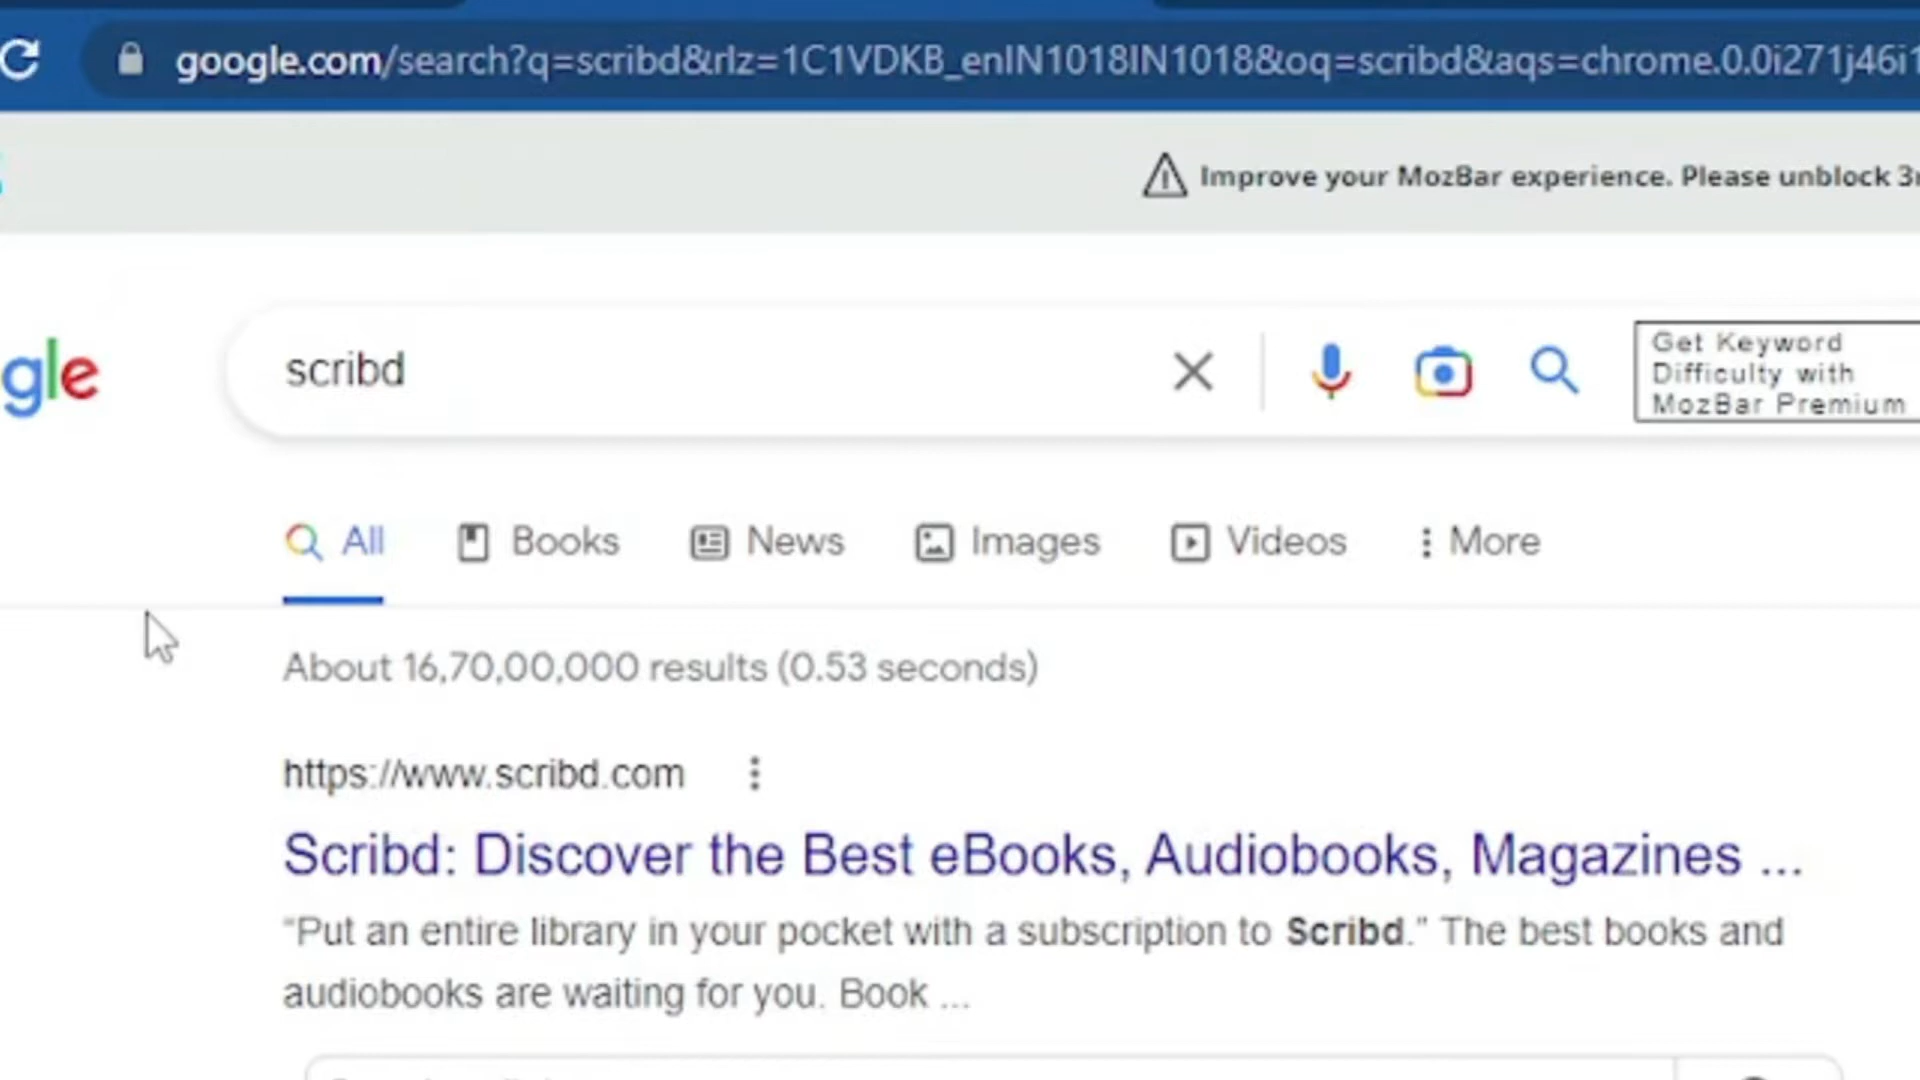 google.com/search?q=scribd&rlz=1C1VDKB_enIN1018IN1018&oq=scribd&aqs=chrome.0.0i271j46i1
Improve your MozBar experience. Please unblock
gle
scribd
Get Keyword
Difficulty with
MozBar Premium
All
Books
News
Images
Videos
More
About 16,70,00,000 results (0.53 seconds)
https://www.scribd.com
Scribd: Discover the Best eBooks, Audiobooks, Magazines ...
“Put an entire library in your pocket with a subscription to Scribd.” The best books and
audiobooks are waiting for you. Book ...